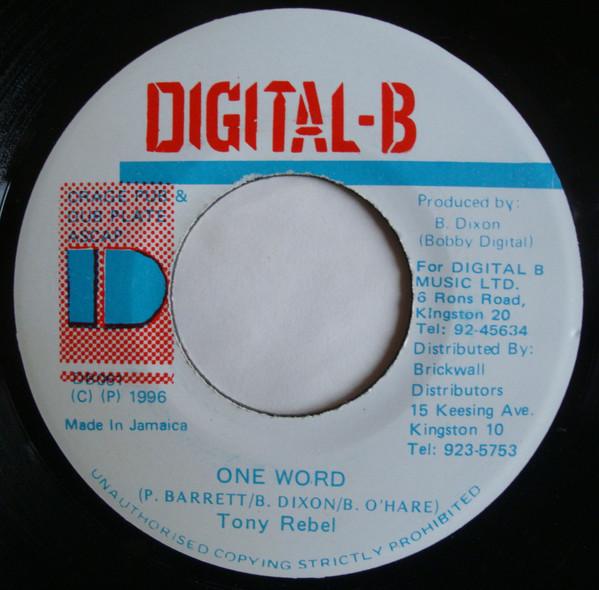 DIGITAL-B
CRAGE PUB &
DUB PLATE
ASCAP
D
(C) (P) 1996
Made In Jamaica
Produced by:
B. Dixon
(Bobby Digital)
For DIGITAL B
MUSIC LTD.
6 Rons Road,
Kingston 20
Tel: 92-45634
Distributed By:
Brickwall
Distributors
15 Keesing Ave.
Kingston 10
Tel: 923-5753
ONE WORD
(P. BARRETT/B. DIXON/B. O'HARE)
Tony Rebel
UNAUTHORISED COPYING STRICTLY PROHIBITED